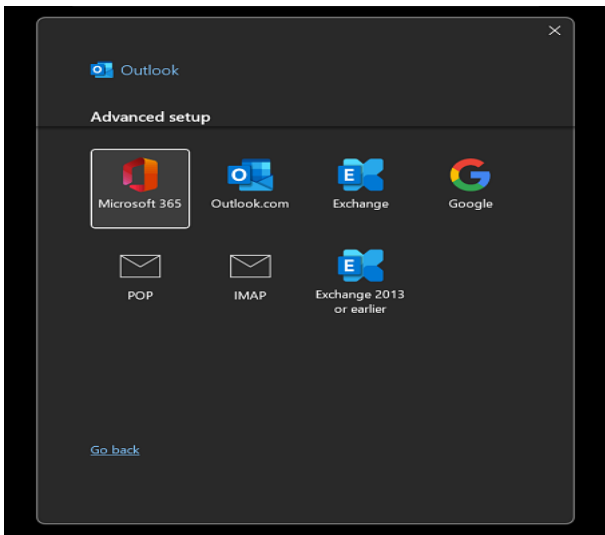 Outlook
Advanced setup
Microsoft 365
Outlook.com
Exchange
Google
POP
IMAP
Exchange 2013
or earlier
Go back